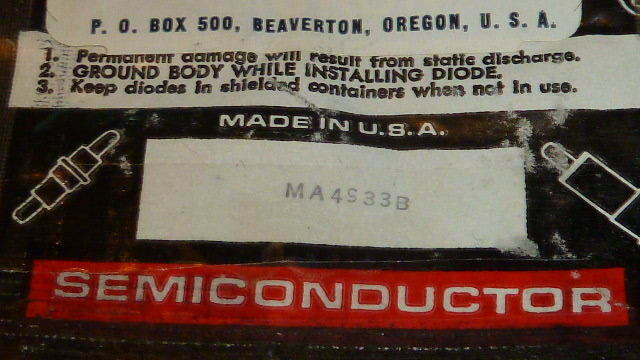 P. O. BOX 500, BEAVERTON, OREGON, U. S. A.
1. Permanent damage will result from static discharge.
2. GROUND BODY WHILE INSTALLING DIODE.
3. Keep diodes in shielded containers when not in use.
MADE IN U.S.A.
MA4S33B
SEMICONDUCTOR